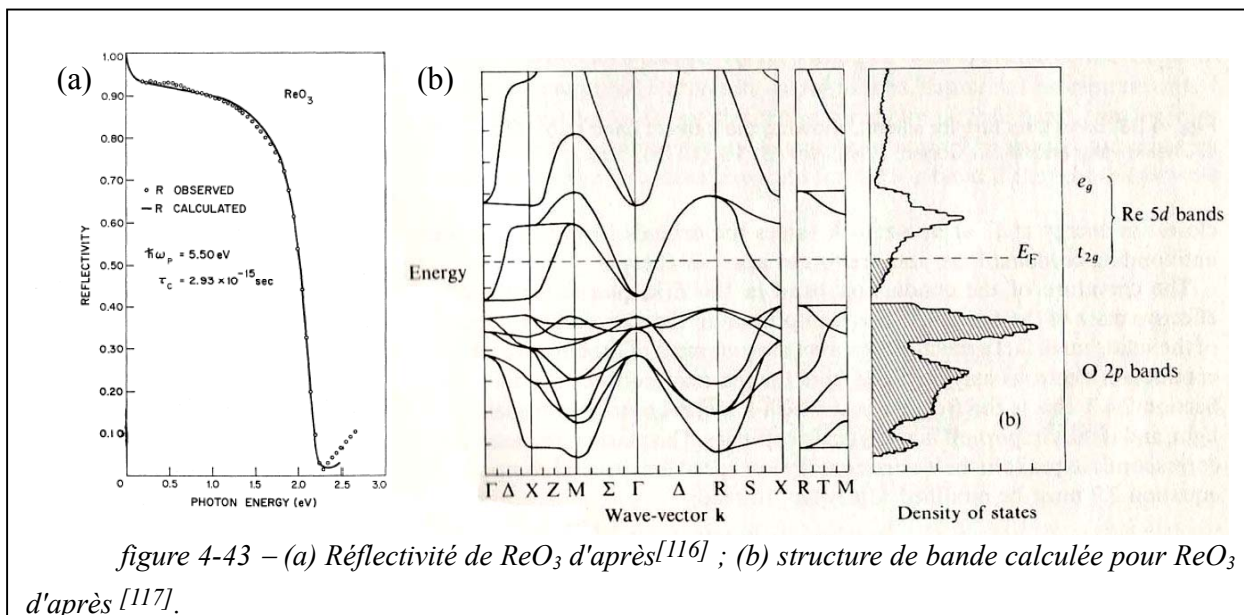 (a)
1.00
0.90
0.80
0.70
0.60
0.50
0.40
0.30
0.20
0.10
REFLECTIVITY
ReO3
o R OBSERVED
— R CALCULATED
ℏωP = 5.50 eV
τC = 2.93 × 10-15 sec
0 0.5 1.0 1.5 2.0 2.5 3.0
PHOTON ENERGY (eV)
(b)
Energy
Γ Δ X Z M Σ Γ Δ R S X R T M
Wave-vector k
EF
eg
Re 5d bands
t2g
O 2p bands
(b)
Density of states
figure 4-43 – (a) Réflectivité de ReO3 d'après[116] ; (b) structure de bande calculée pour ReO3
d'après [117].